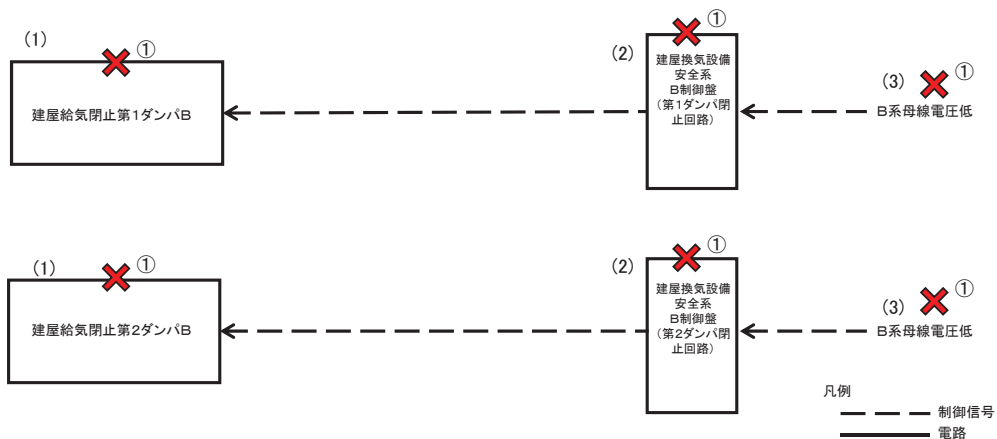 (1)
①
建屋給気閉止第1ダンパB
(2)
①
建屋換気設備
安全系
B制御盤
(第1ダンパ閉
止回路)
(3)
①
B系母線電圧低
(1)
①
建屋給気閉止第2ダンパB
(2)
①
建屋換気設備
安全系
B制御盤
(第2ダンパ閉
止回路)
(3)
①
B系母線電圧低
凡例
制御信号
電路